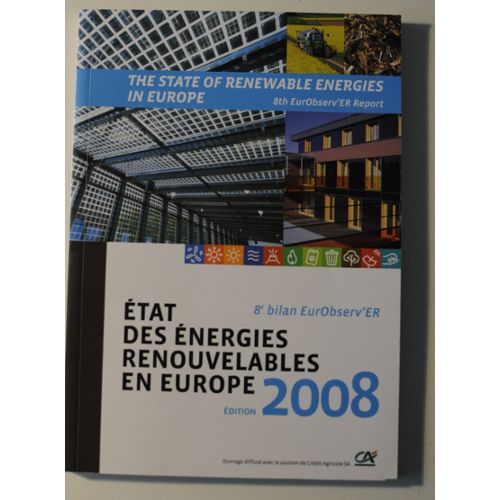 THE STATE OF RENEWABLE ENERGIES
IN EUROPE
8th EurObserv'ER Report
8e bilan EurObserv'ER
ÉTAT
DES ÉNERGIES
RENOUVELABLES
EN EUROPE
ÉDITION 2008
Ouvrage diffusé avec le soutien de Crédit Agricole SA
CA